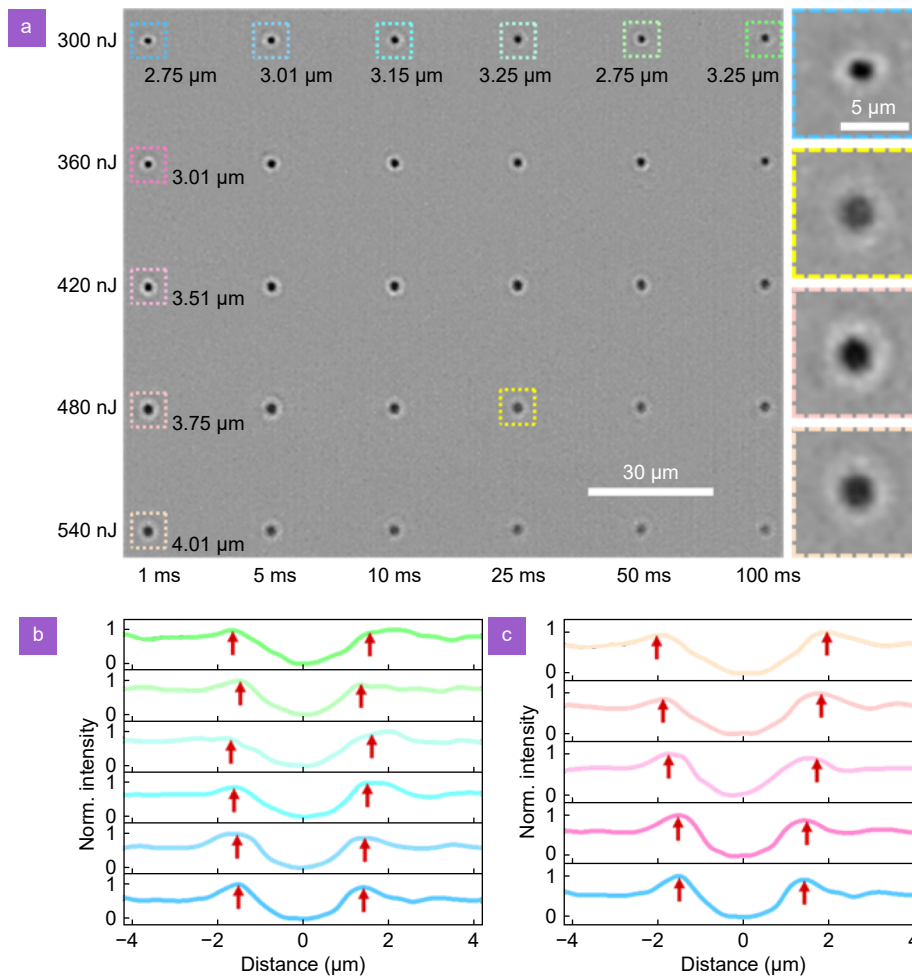 a
300 nJ
2.75 µm 3.01 µm 3.15 µm 3.25 µm 2.75 µm 3.25 µm
5 µm
360 nJ
3.01 µm
420 nJ
3.51 µm
480 nJ
3.75 µm
30 µm
540 nJ
4.01 µm
1 ms 5 ms 10 ms 25 ms 50 ms 100 ms
b
Norm. intensity
1
0
1
0
1
0
1
0
1
0
1
0
−4 −2 0 2 4
Distance (µm)
c
Norm. intensity
1
0
1
0
1
0
1
0
1
0
−4 −2 0 2 4
Distance (µm)